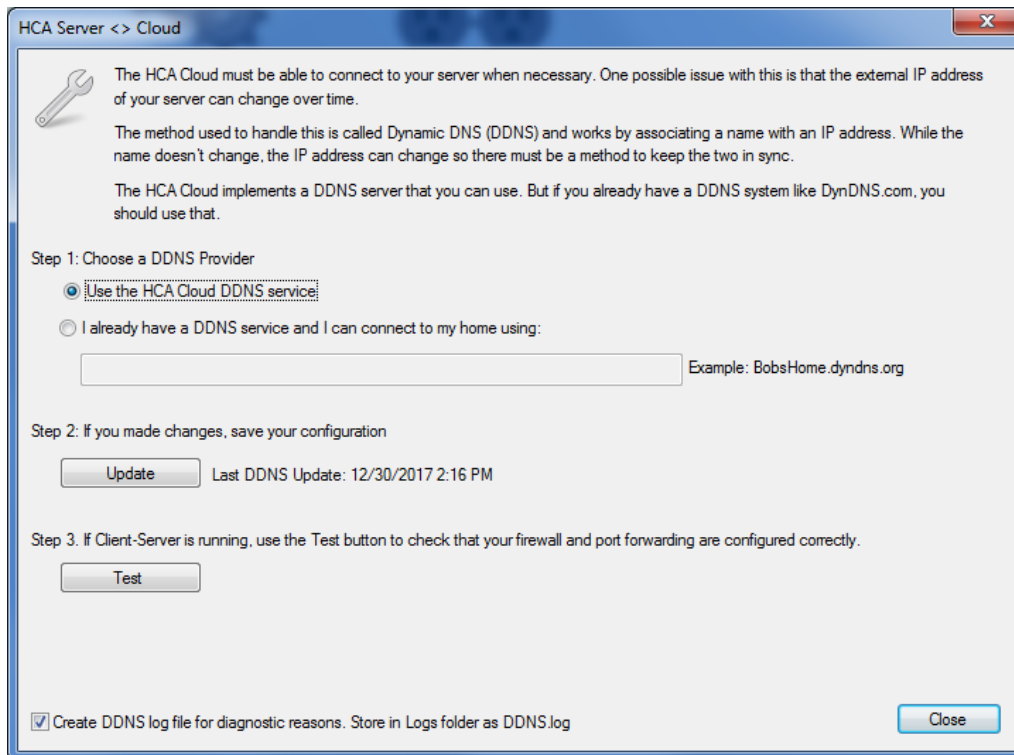 HCA Server <> Cloud
The HCA Cloud must be able to connect to your server when necessary. One possible issue with this is that the external IP address
of your server can change over time.
The method used to handle this is called Dynamic DNS (DDNS) and works by associating a name with an IP address. While the
name doesn't change, the IP address can change so there must be a method to keep the two in sync.
The HCA Cloud implements a DDNS server that you can use. But if you already have a DDNS system like DynDNS.com, you
should use that.
Step 1: Choose a DDNS Provider
Use the HCA Cloud DDNS service
I already have a DDNS service and I can connect to my home using:
Example: BobsHome.dyndns.org
Step 2: If you made changes, save your configuration
Update Last DDNS Update: 12/30/2017 2:16 PM
Step 3. If Client-Server is running, use the Test button to check that your firewall and port forwarding are configured correctly.
Test
Create DDNS log file for diagnostic reasons. Store in Logs folder as DDNS.log Close